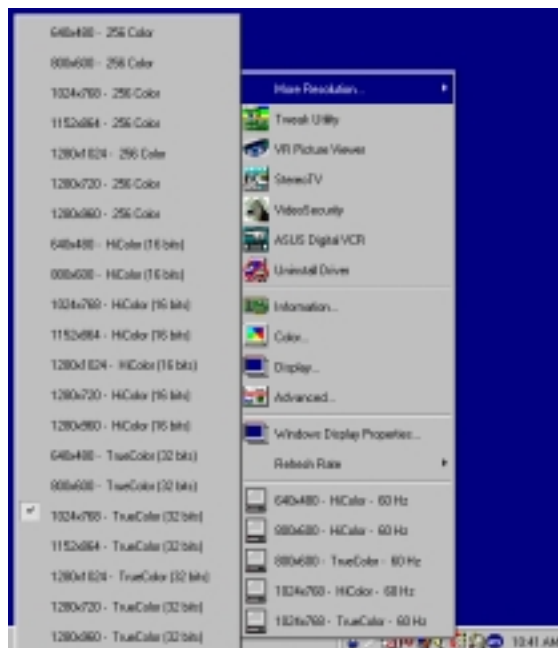 640x480 - 256 Color
800x600 - 256 Color
1024x768 - 256 Color
1152x864 - 256 Color
1280x1024 - 256 Color
1280x720 - 256 Color
1280x960 - 256 Color
640x480 - HiColor (16 bits)
800x600 - HiColor (16 bits)
1024x768 - HiColor (16 bits)
1152x864 - HiColor (16 bits)
1280x1024 - HiColor (16 bits)
1280x720 - HiColor (16 bits)
1280x960 - HiColor (16 bits)
640x480 - TrueColor (32 bits)
800x600 - TrueColor (32 bits)
1024x768 - TrueColor (32 bits)
1152x864 - TrueColor (32 bits)
1280x1024 - TrueColor (32 bits)
1280x720 - TrueColor (32 bits)
1280x960 - TrueColor (32 bits)
More Resolution...
Tweak Utility
VR Picture Viewer
StereoTV
VideoSecurity
ASUS Digital VCR
Uninstall Driver
Information...
Color...
Display...
Advanced...
Windows Display Properties...
Refresh Rate
640x480 - HiColor - 60 Hz
800x600 - HiColor - 60 Hz
800x600 - TrueColor - 60 Hz
1024x768 - HiColor - 60 Hz
1024x768 - TrueColor - 60 Hz
10:41 AM